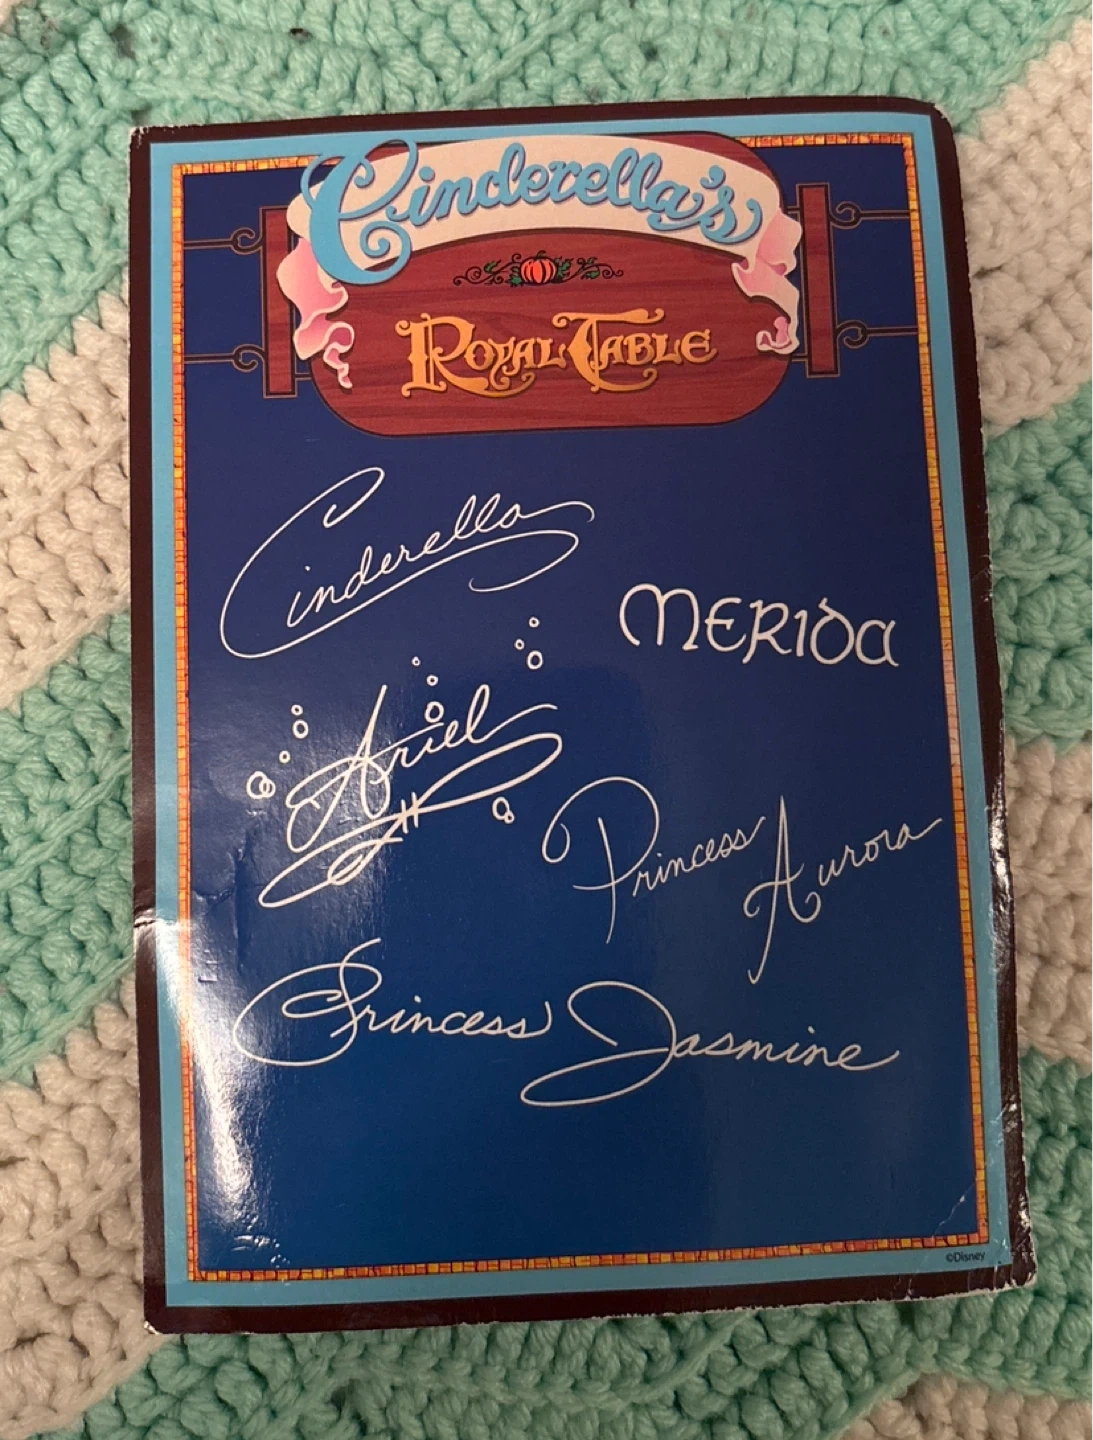 Cinderella's
Royal Table
Cinderella
MERIDA
Ariel
Princess Aurora
Princess Jasmine
©Disney